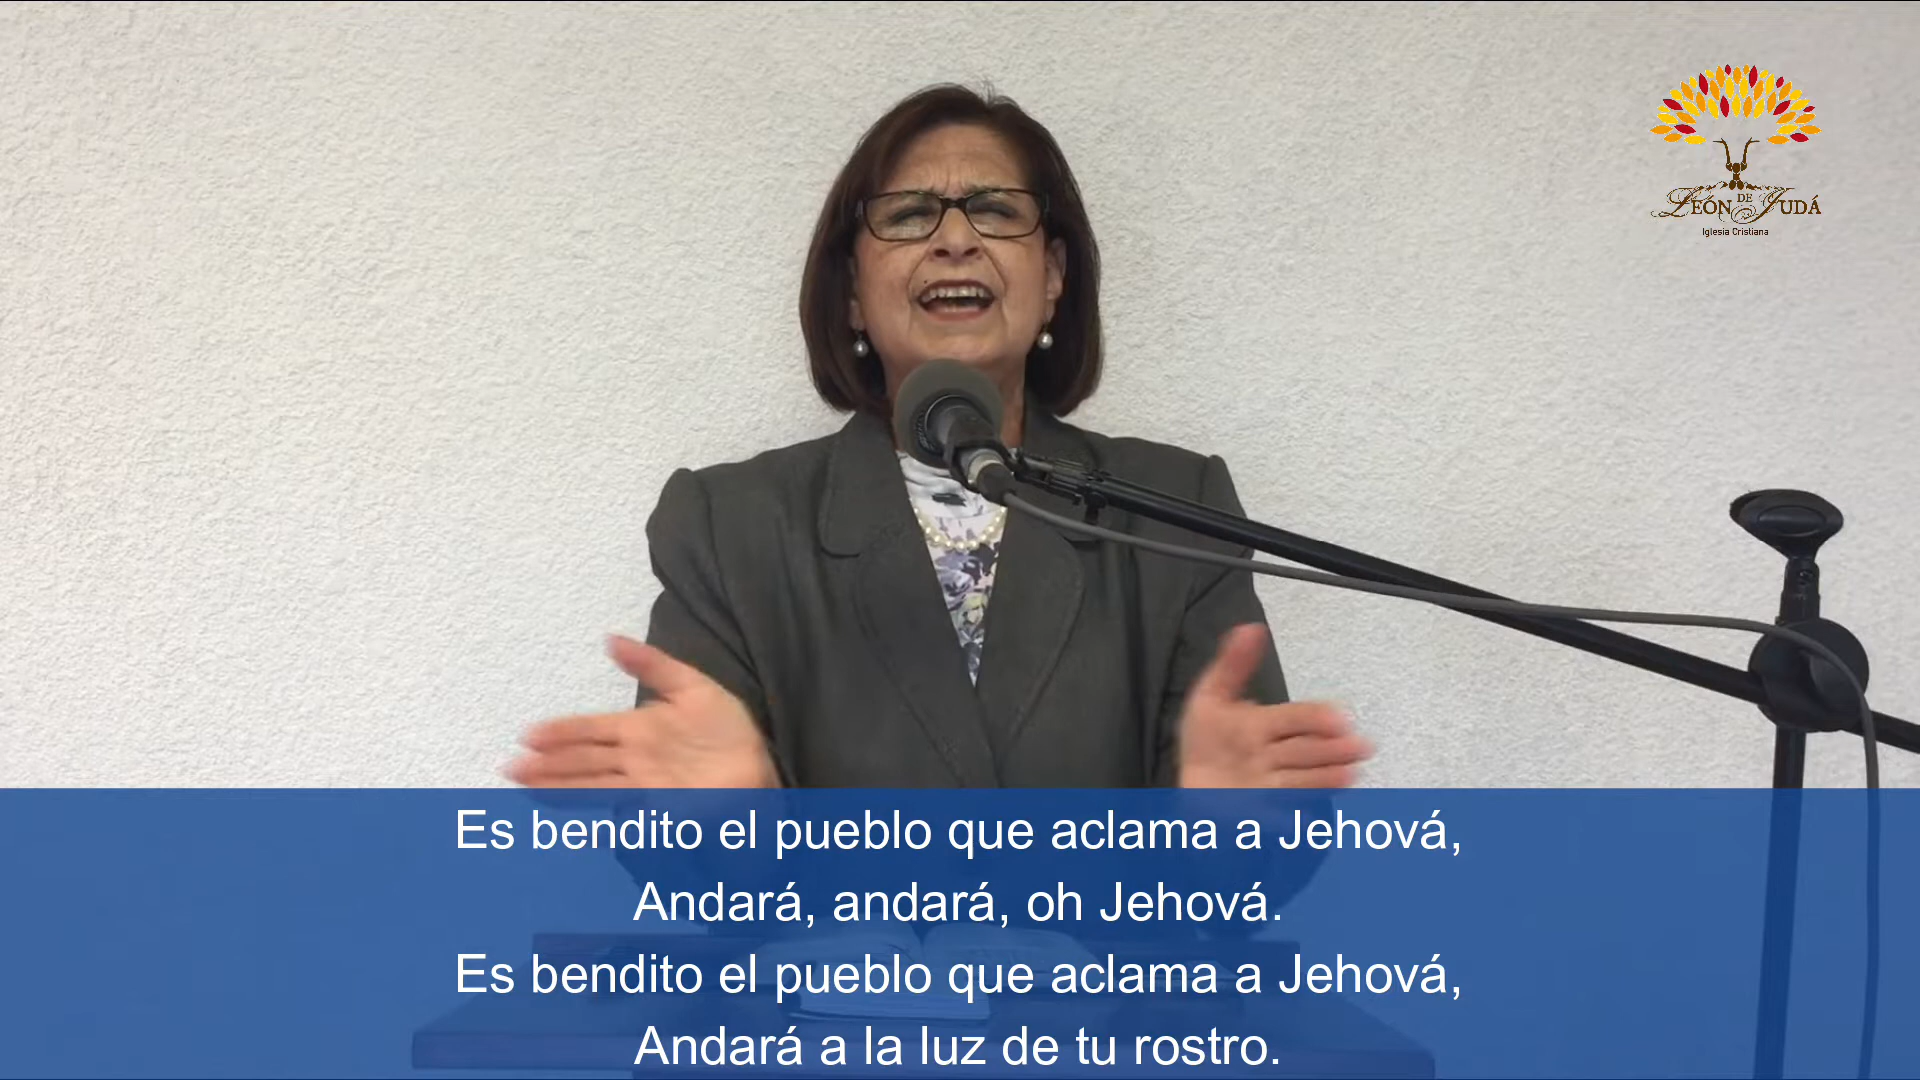 LEÓN DE JUDÁ
Iglesia Cristiana
Es bendito el pueblo que aclama a Jehová,
Andará, andará, oh Jehová.
Es bendito el pueblo que aclama a Jehová,
Andará a la luz de tu rostro.